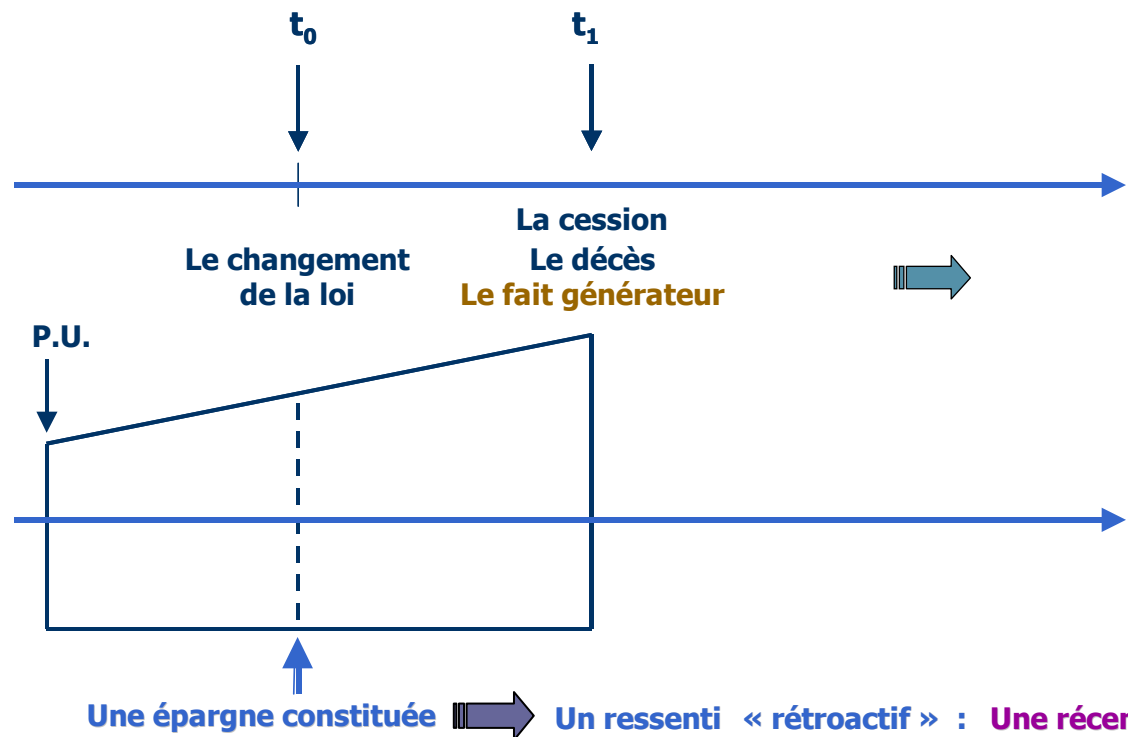 t₀
t₁
La cession
Le changement
de la loi
Le décès
Le fait générateur
P.U.
Une épargne constituée
Un ressenti « rétroactif » : Une